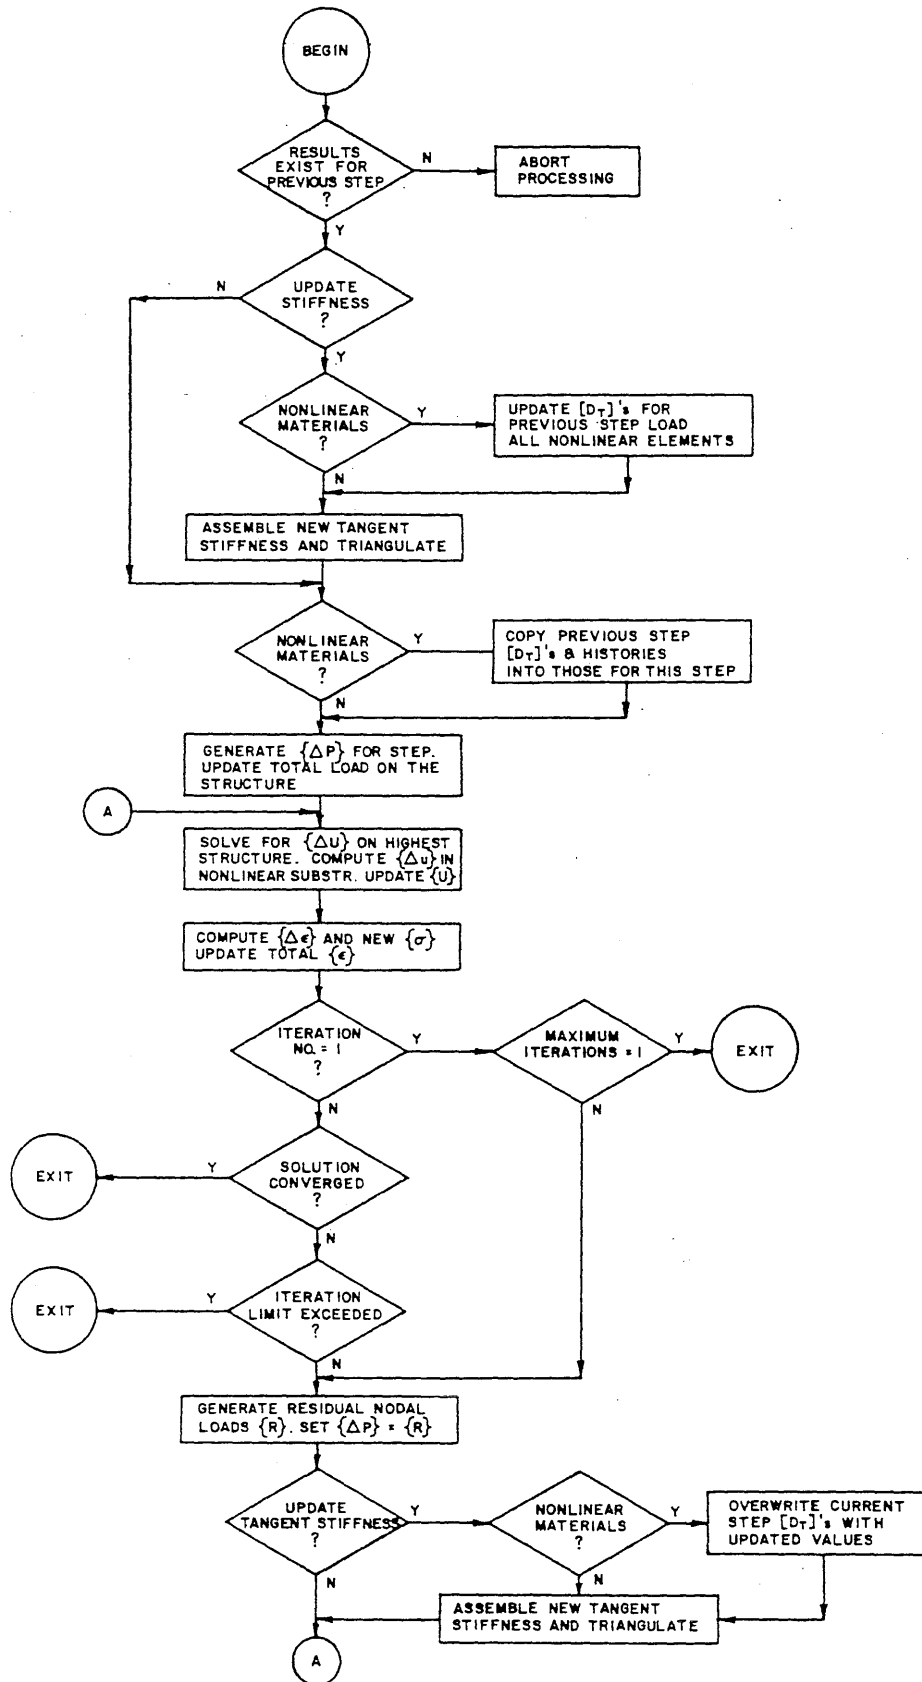 BEGIN
RESULTS
EXIST FOR
PREVIOUS STEP
?
N
ABORT
PROCESSING
Y
UPDATE
STIFFNESS
?
N
Y
NONLINEAR
MATERIALS
?
Y
UPDATE [D_T]'s FOR
PREVIOUS STEP LOAD
ALL NONLINEAR ELEMENTS
N
ASSEMBLE NEW TANGENT
STIFFNESS AND TRIANGULATE
NONLINEAR
MATERIALS
?
Y
COPY PREVIOUS STEP
[D_T]'s & HISTORIES
INTO THOSE FOR THIS STEP
N
GENERATE {ΔP} FOR STEP.
UPDATE TOTAL LOAD ON THE
STRUCTURE
A
SOLVE FOR {ΔU} ON HIGHEST
STRUCTURE. COMPUTE {Δu} IN
NONLINEAR SUBSTR. UPDATE {U}
COMPUTE {Δϵ} AND NEW {σ}
UPDATE TOTAL {ϵ}
ITERATION
NO. = 1
?
Y
MAXIMUM
ITERATIONS = 1
Y
EXIT
N
N
SOLUTION
CONVERGED
?
Y
EXIT
N
ITERATION
LIMIT EXCEEDED
?
Y
EXIT
N
GENERATE RESIDUAL NODAL
LOADS {R}. SET {ΔP} = {R}
UPDATE
TANGENT STIFFNESS
?
Y
NONLINEAR
MATERIALS
?
Y
OVERWRITE CURRENT
STEP [D_T]'s WITH
UPDATED VALUES
N
N
ASSEMBLE NEW TANGENT
STIFFNESS AND TRIANGULATE
A